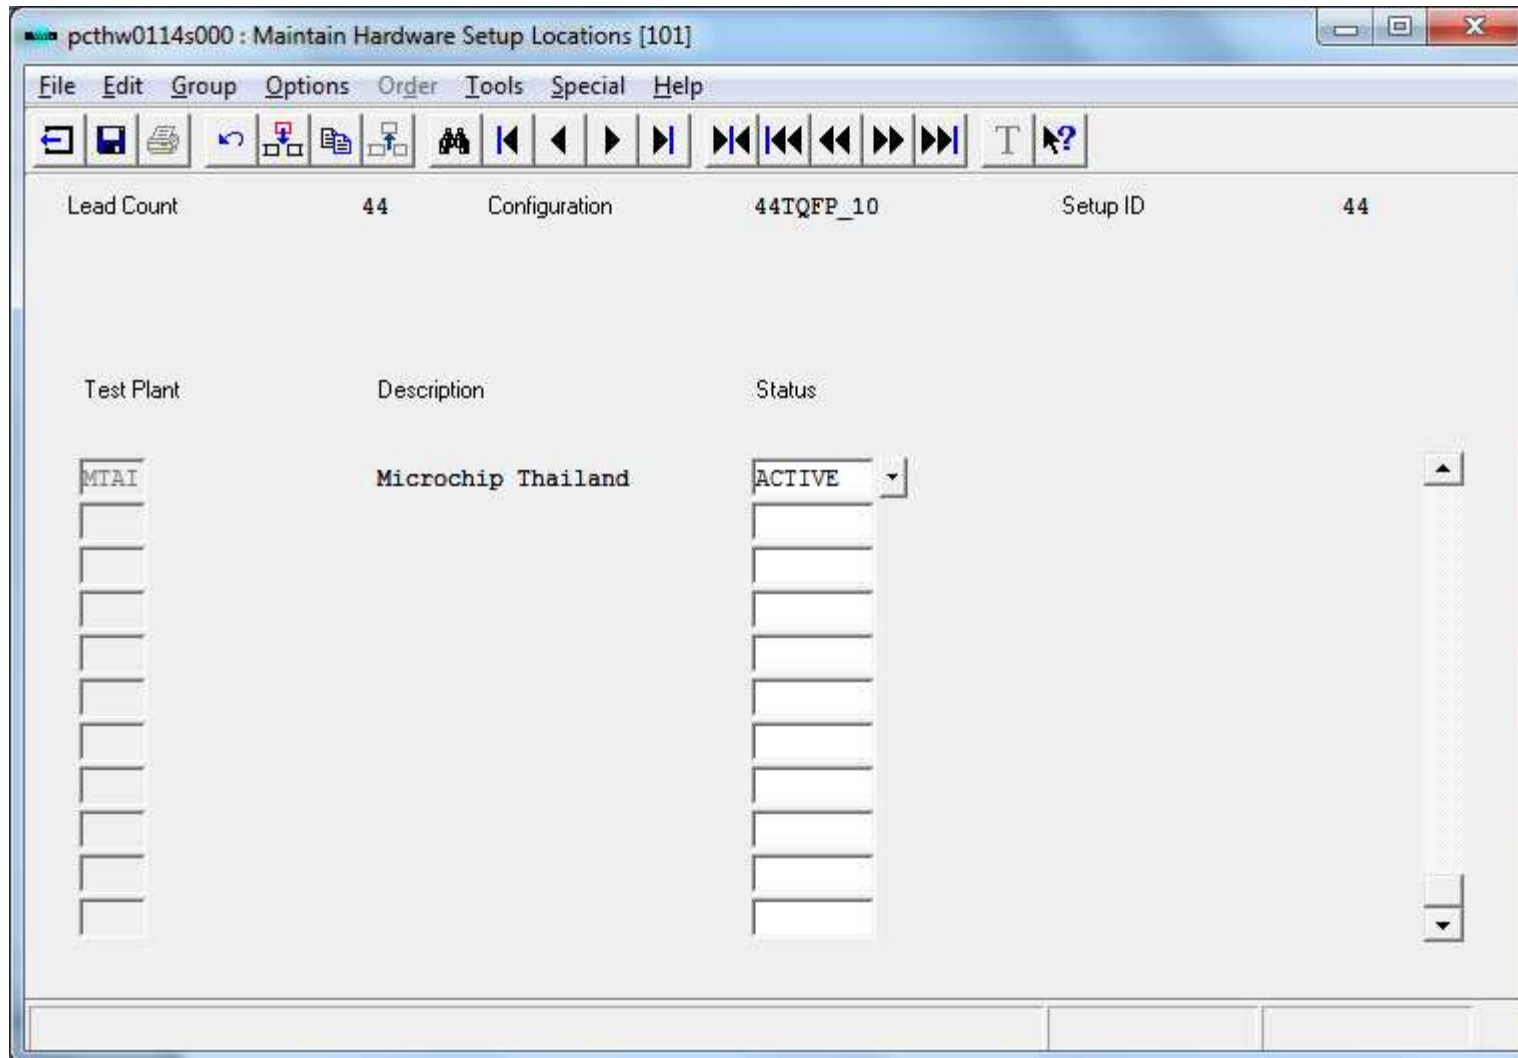 pcthw0114s000 : Maintain Hardware Setup Locations [101]
File Edit Group Options Order Tools Special Help
T ?
Lead Count 44 Configuration 44TQFP_10 Setup ID 44
Test Plant Description Status
MTAI Microchip Thailand ACTIVE